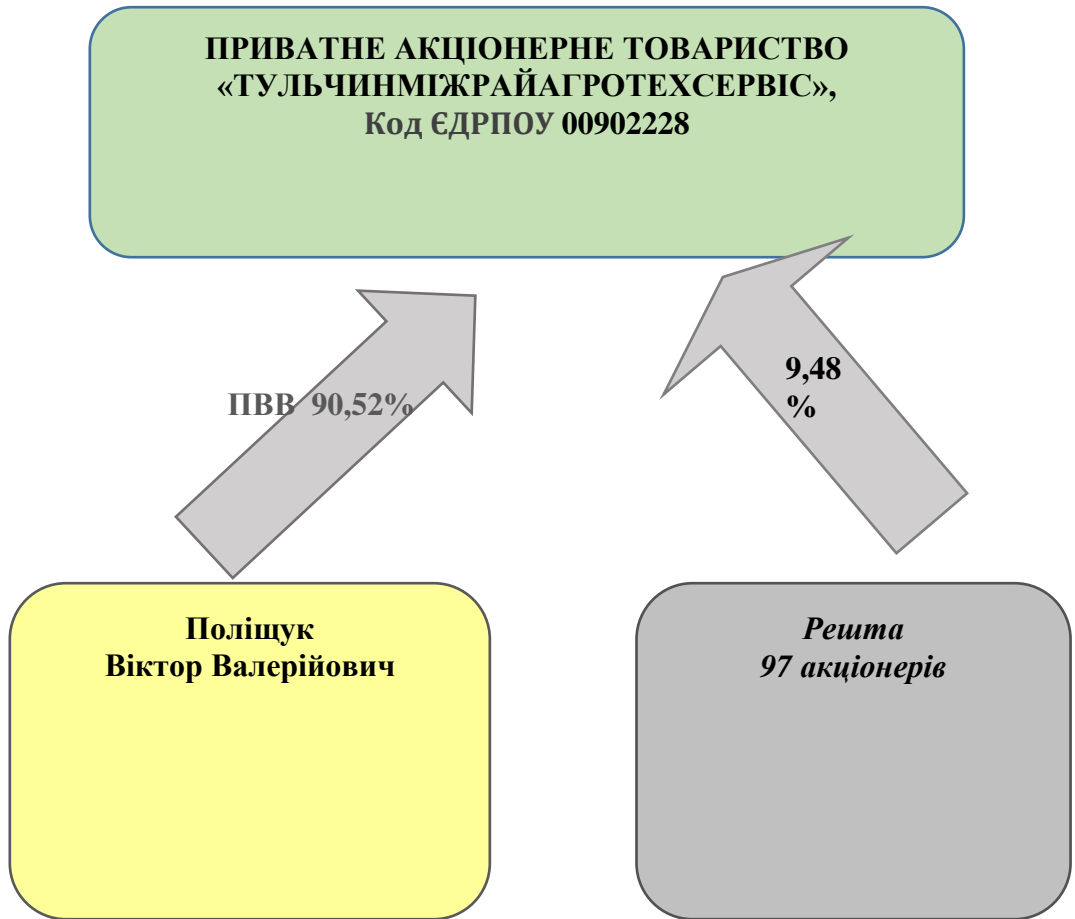 ПРИВАТНЕ АКЦІОНЕРНЕ ТОВАРИСТВО
«ТУЛЬЧИНМІЖРАЙАГРОТЕХСЕРВІС»,
Код ЄДРПОУ 00902228
ПВВ 90,52%
9,48
%
Поліщук
Віктор Валерійович
Решта
97 акціонерів